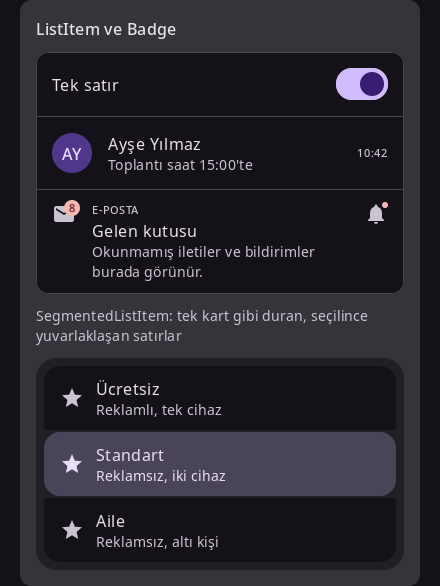 ListItem ve Badge
Tek satır
AY
Ayşe Yılmaz
Toplantı saat 15:00'te
10:42
8
E-POSTA
Gelen kutusu
Okunmamış iletiler ve bildirimler
burada görünür.
SegmentedListItem: tek kart gibi duran, seçilince
yuvarlaklaşan satırlar
Ücretsiz
Reklamlı, tek cihaz
Standart
Reklamsız, iki cihaz
Aile
Reklamsız, altı kişi